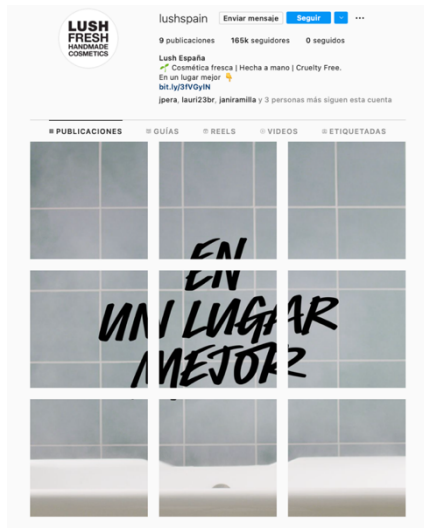 LUSH
FRESH
HANDMADE
COSMETICS
lushspain Enviar mensaje Seguir
9 publicaciones 165k seguidores 0 seguidos
Lush España
Cosmética fresca | Hecha a mano | Cruelty Free.
En un lugar mejor
bit.ly/3fVGyIN
jpera, lauri23br, janiramilla y 3 personas más siguen esta cuenta
PUBLICACIONES GUÍAS REELS VIDEOS ETIQUETADAS
EN
UN LUGAR
MEJOR